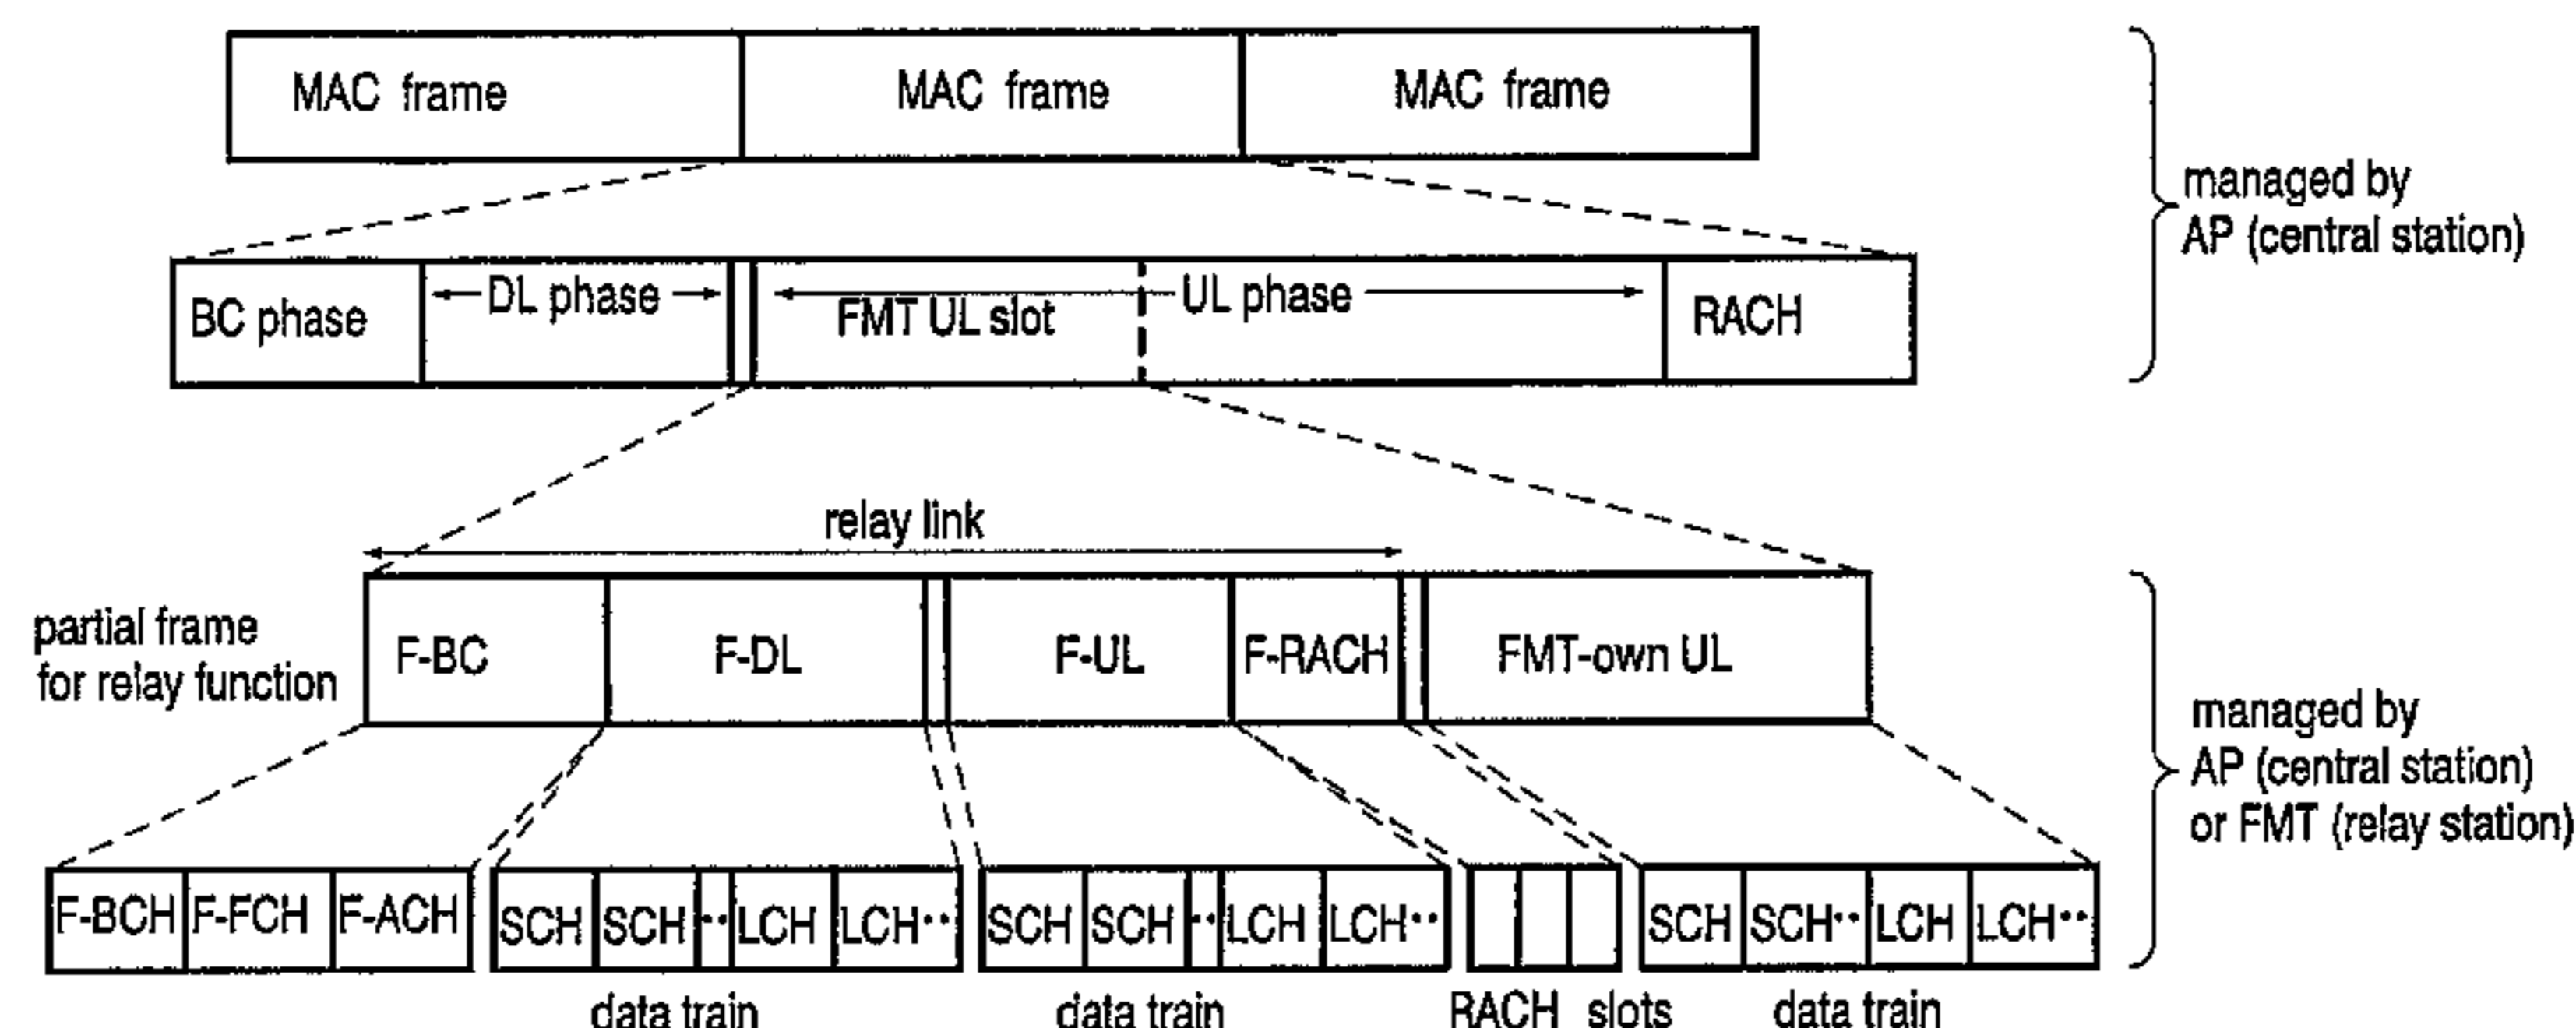 MAC frame MAC frame MAC frame
managed by
AP (central station)
BC phase DL phase FMT UL slot UL phase RACH
relay link
partial frame
for relay function
F-BC F-DL F-UL F-RACH FMT-own UL
managed by
AP (central station)
or FMT (relay station)
F-BCH F-FCH F-ACH SCH SCH ·· LCH LCH·· SCH SCH ·· LCH LCH·· SCH SCH·· LCH LCH··
data train data train RACH slots data train